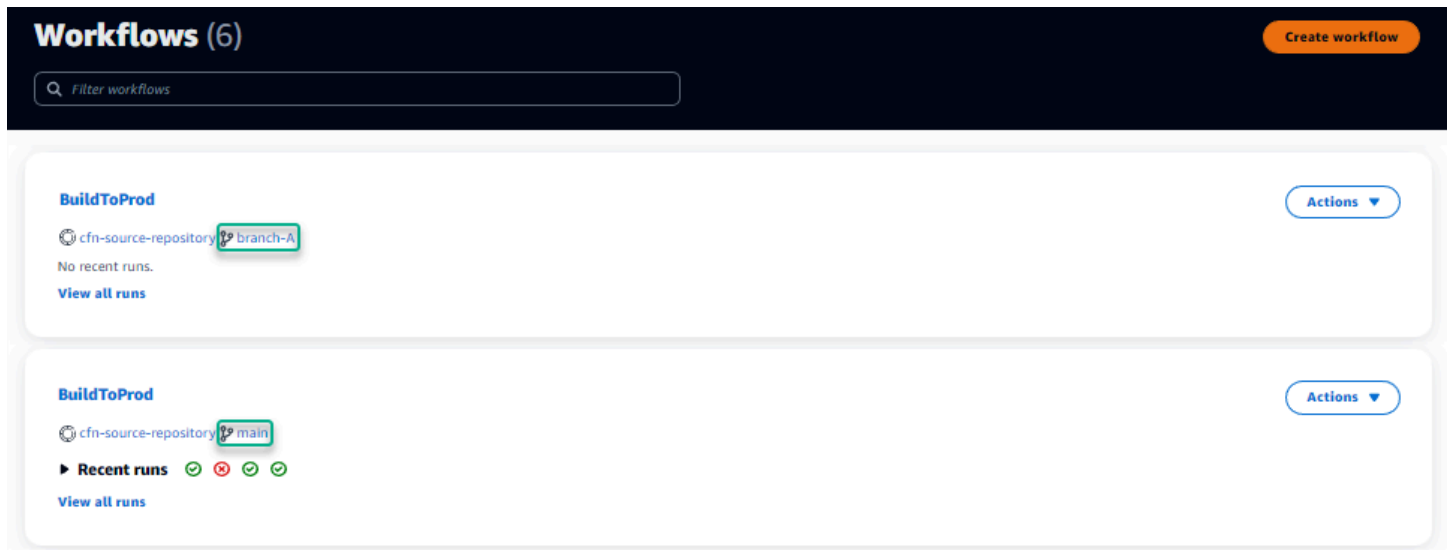 Workflows (6)
Create workflow
Filter workflows
BuildToProd
Actions
cfn-source-repository branch-A
No recent runs.
View all runs
BuildToProd
Actions
cfn-source-repository main
Recent runs
View all runs